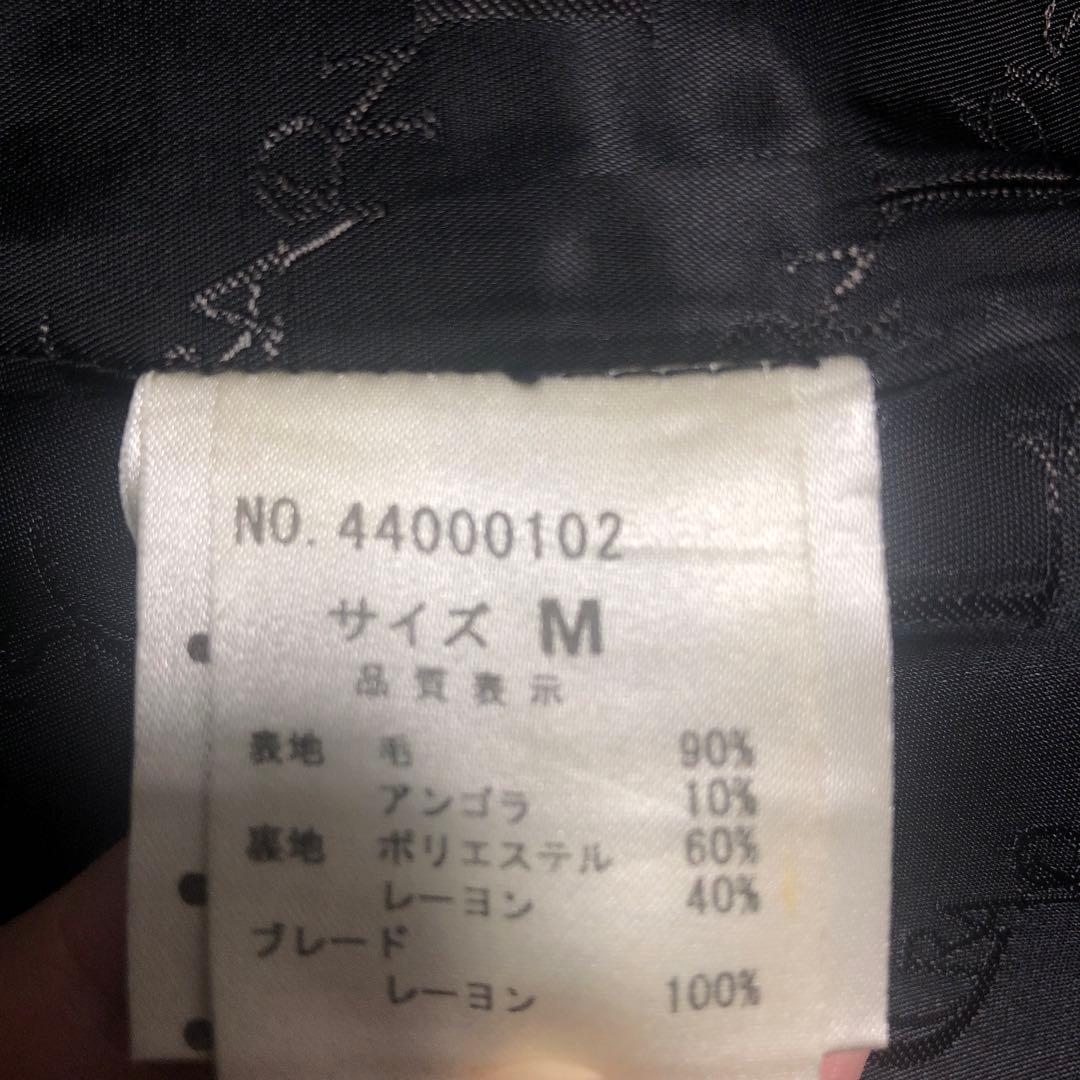 NO. 44000102
サイズ M
品質表示
表地 毛 90%
アンゴラ 10%
裏地 ポリエステル 60%
レーヨン 40%
ブレード
レーヨン 100%